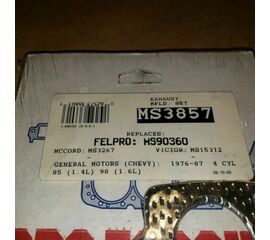 EXHAUST
MFLD. SET
MS3857
REPLACES:
FELPRO: MS90360
MCCORD: MS3267 VICTOR: MS15312
-
GENERAL MOTORS (CHEVY): 1976-87 4 CYL
85 (1.4L) 98 (1.6L)